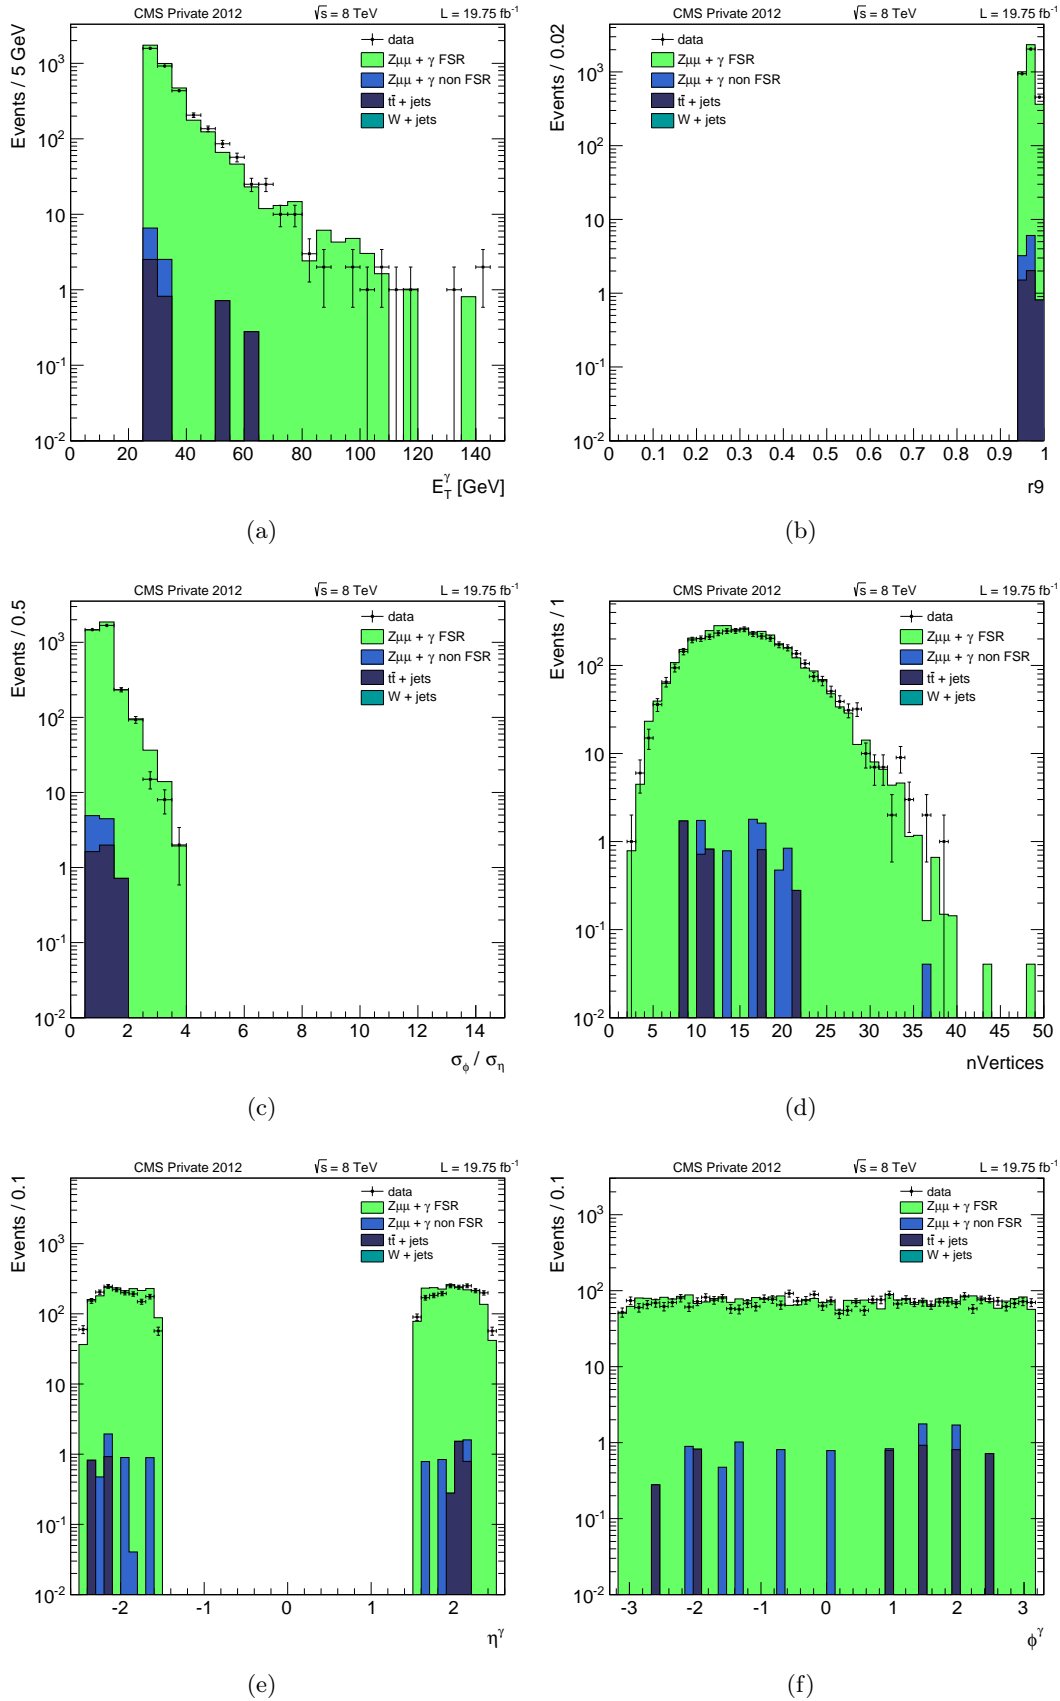 CMS Private 2012 √s = 8 TeV L = 19.75 fb⁻¹
Events / 5 GeV
data
Zμμ + γ FSR
Zμμ + γ non FSR
tt̄ + jets
W + jets
10³
10²
10
1
10⁻¹
10⁻²
0 20 40 60 80 100 120 140
E_T^γ [GeV]
(a)
CMS Private 2012 √s = 8 TeV L = 19.75 fb⁻¹
Events / 0.02
data
Zμμ + γ FSR
Zμμ + γ non FSR
tt̄ + jets
W + jets
10³
10²
10
1
10⁻¹
10⁻²
0 0.1 0.2 0.3 0.4 0.5 0.6 0.7 0.8 0.9 1
r9
(b)
CMS Private 2012 √s = 8 TeV L = 19.75 fb⁻¹
Events / 0.5
data
Zμμ + γ FSR
Zμμ + γ non FSR
tt̄ + jets
W + jets
10³
10²
10
1
10⁻¹
10⁻²
0 2 4 6 8 10 12 14
σ_ϕ / σ_η
(c)
CMS Private 2012 √s = 8 TeV L = 19.75 fb⁻¹
Events / 1
data
Zμμ + γ FSR
Zμμ + γ non FSR
tt̄ + jets
W + jets
10²
10
1
10⁻¹
10⁻²
0 5 10 15 20 25 30 35 40 45 50
nVertices
(d)
CMS Private 2012 √s = 8 TeV L = 19.75 fb⁻¹
Events / 0.1
data
Zμμ + γ FSR
Zμμ + γ non FSR
tt̄ + jets
W + jets
10³
10²
10
1
10⁻¹
10⁻²
-2 -1 0 1 2
η^γ
(e)
CMS Private 2012 √s = 8 TeV L = 19.75 fb⁻¹
Events / 0.1
data
Zμμ + γ FSR
Zμμ + γ non FSR
tt̄ + jets
W + jets
10³
10²
10
1
10⁻¹
10⁻²
-3 -2 -1 0 1 2 3
ϕ^γ
(f)